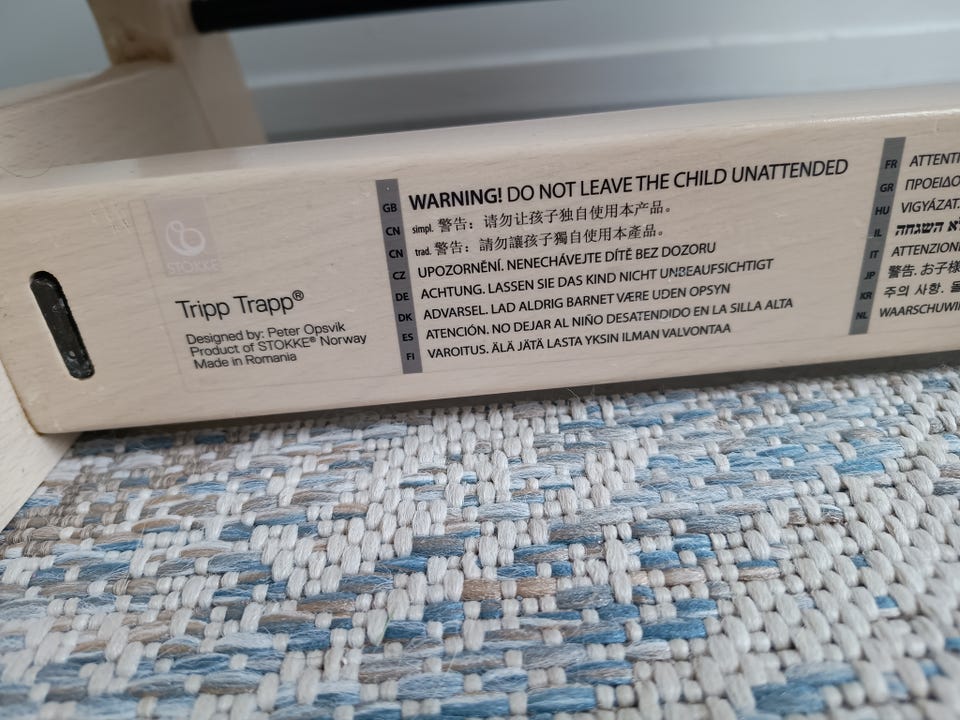 STOKKE
Tripp Trapp®
Designed by: Peter Opsvik
Product of STOKKE® Norway
Made in Romania
GB WARNING! DO NOT LEAVE THE CHILD UNATTENDED
CN simpl. 警告：请勿让孩子独自使用本产品。
CN trad. 警告：請勿讓孩子獨自使用本產品。
CZ UPOZORNĚNÍ. NENECHÁVEJTE DÍTĚ BEZ DOZORU
DE ACHTUNG. LASSEN SIE DAS KIND NICHT UNBEAUFSICHTIGT
DK ADVARSEL. LAD ALDRIG BARNET VÆRE UDEN OPSYN
ES ATENCIÓN. NO DEJAR AL NIÑO DESATENDIDO EN LA SILLA ALTA
FI VAROITUS. ÄLÄ JÄTÄ LASTA YKSIN ILMAN VALVONTAA
FR ATTENTI
GR ΠΡΟΕΙΔΟ
HU VIGYÁZAT.
IL השגחה
IT ATTENZION
JP 警告. お子様
KR 주의 사항.
NL WAARSCHUWI